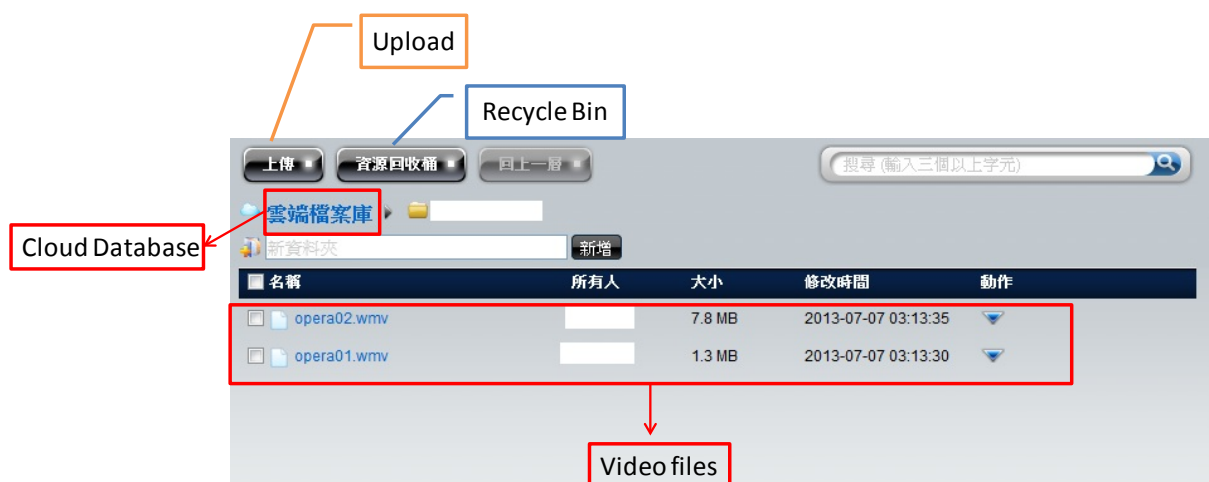 Upload
Recycle Bin
上傳 資源回收桶 回上一層 搜尋 (輸入三個以上字元)
雲端檔案庫
Cloud Database
新資料夾 新增
名稱 所有人 大小 修改時間 動作
opera02.wmv 7.8 MB 2013-07-07 03:13:35
opera01.wmv 1.3 MB 2013-07-07 03:13:30
Video files